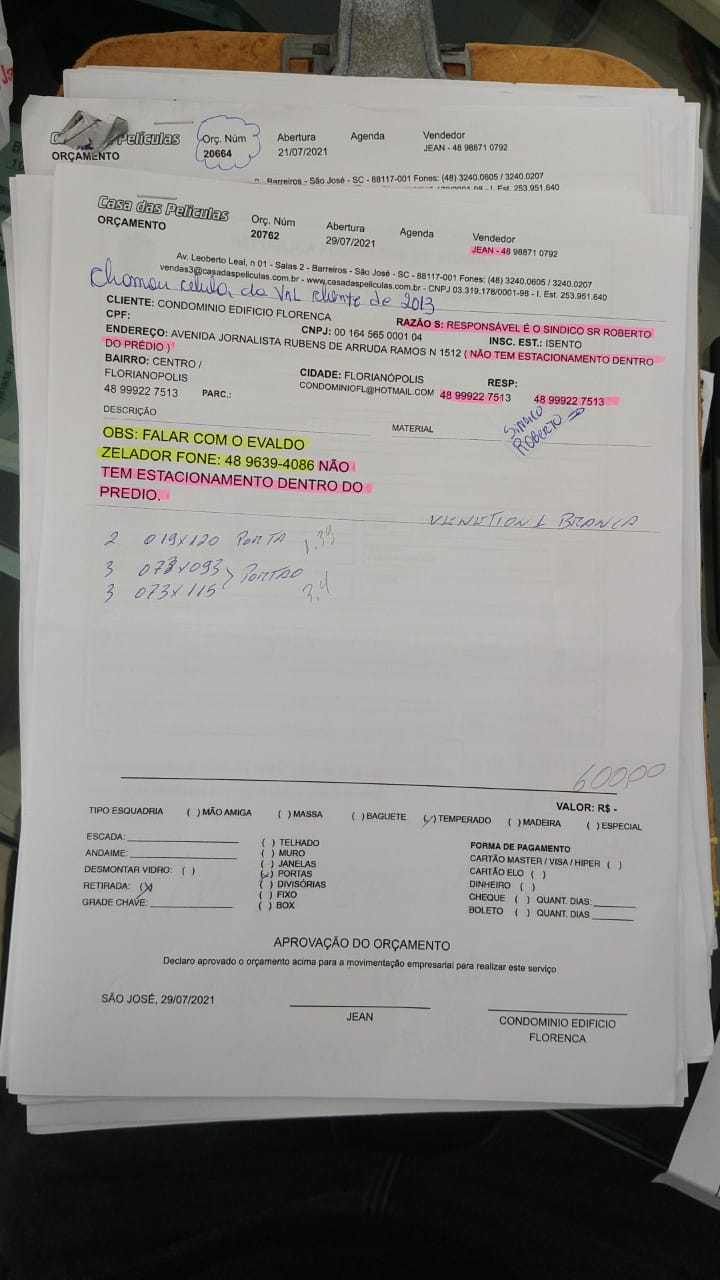 Películas
ORÇAMENTO
Orç. Núm
20664
Abertura
21/07/2021
Agenda
Vendedor
JEAN - 48 98871 0792
Barreiros - São José - SC - 88117-001 Fones: (48) 3240.0605 / 3240.0207
- I. Est. 253.951.640
Casa das Películas
ORÇAMENTO
Orç. Núm
20762
Abertura
29/07/2021
Agenda
Vendedor
JEAN - 48 98871 0792
Av. Leoberto Leal, n 01 - Salas 2 - Barreiros - São José - SC - 88117-001 Fones: (48) 3240.0605 / 3240.0207
vendas3@casadaspeliculas.com.br - www.casadaspeliculas.com.br - CNPJ 03.319.178/0001-98 - I. Est. 253.951.640
Chamou celular da Val cliente de 2013
CLIENTE: CONDOMINIO EDIFICIO FLORENCA
RAZÃO S: RESPONSÁVEL É O SINDICO SR ROBERTO
CPF:
CNPJ: 00 164 565 0001 04
INSC. EST.: ISENTO
ENDEREÇO: AVENIDA JORNALISTA RUBENS DE ARRUDA RAMOS N 1512 ( NÃO TEM ESTACIONAMENTO DENTRO
DO PRÉDIO )
BAIRRO: CENTRO /
FLORIANOPOLIS
CIDADE: FLORIANÓPOLIS
RESP:
48 99922 7513
PARC.:
CONDOMINIOFL@HOTMAIL.COM
48 99922 7513
48 99922 7513
DESCRIÇÃO
MATERIAL
SINDICO
ROBERTO
OBS: FALAR COM O EVALDO
ZELADOR FONE: 48 9639-4086 NÃO
TEM ESTACIONAMENTO DENTRO DO
PREDIO.
BRANCA
2 019x120 PORTA 1.39
3 073x093 PORTAO
3 073x115 3.4
600,00
VALOR: R$ -
TIPO ESQUADRIA ( ) MÃO AMIGA ( ) MASSA ( ) BAGUETE ( ) TEMPERADO ( ) MADEIRA ( ) ESPECIAL
ESCADA:
ANDAIME:
DESMONTAR VIDRO: ( )
RETIRADA: (X)
GRADE CHAVE:
( ) TELHADO
( ) MURO
( ) JANELAS
( ) PORTAS
( ) DIVISÓRIAS
( ) FIXO
( ) BOX
FORMA DE PAGAMENTO
CARTÃO MASTER / VISA / HIPER ( )
CARTÃO ELO ( )
DINHEIRO ( )
CHEQUE ( ) QUANT. DIAS:
BOLETO ( ) QUANT. DIAS
APROVAÇÃO DO ORÇAMENTO
Declaro aprovado o orçamento acima para a movimentação empresarial para realizar este serviço
SÃO JOSÉ, 29/07/2021
JEAN
CONDOMINIO EDIFICIO
FLORENCA